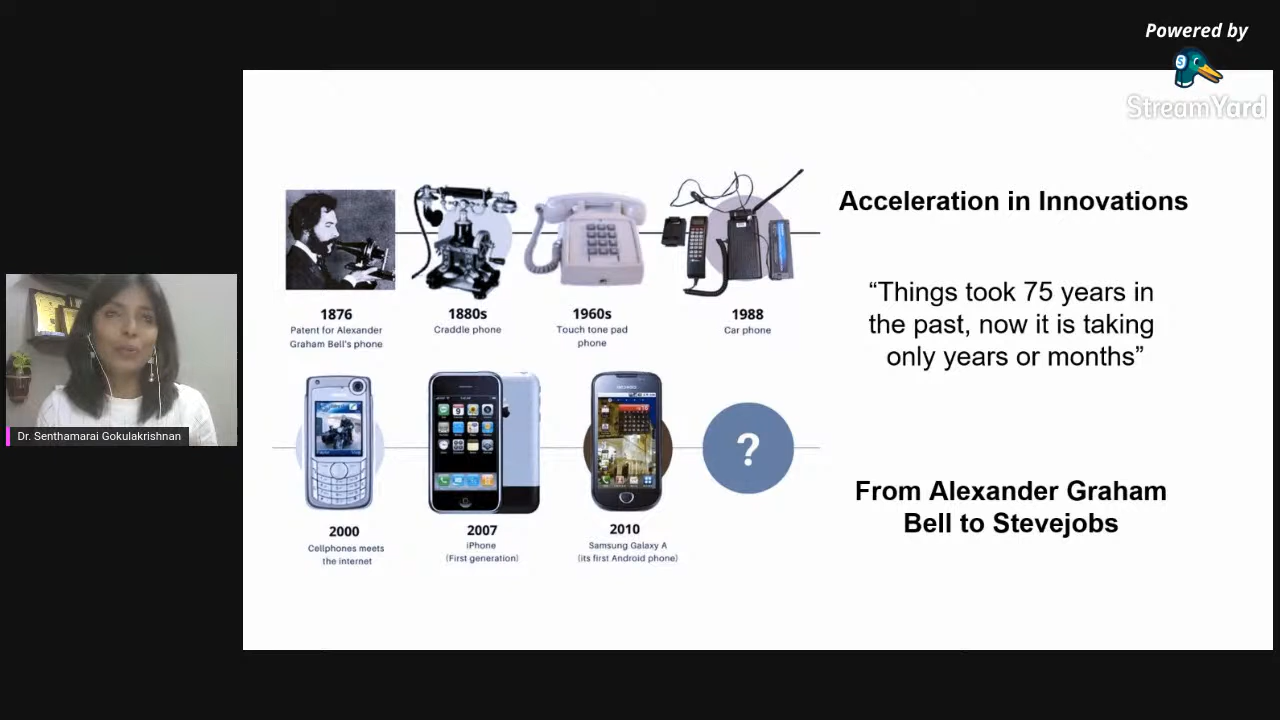 Powered by
StreamYard
Acceleration in Innovations
1876
Patent for Alexander
Graham Bell's phone
1880s
Craddle phone
1960s
Touch tone pad
phone
1988
Car phone
“Things took 75 years in
the past, now it is taking
only years or months”
2000
Cellphones meets
the internet
2007
iPhone
(First generation)
2010
Samsung Galaxy A
(its first Android phone)
?
From Alexander Graham
Bell to Stevejobs
Dr. Senthamarai Gokulakrishnan